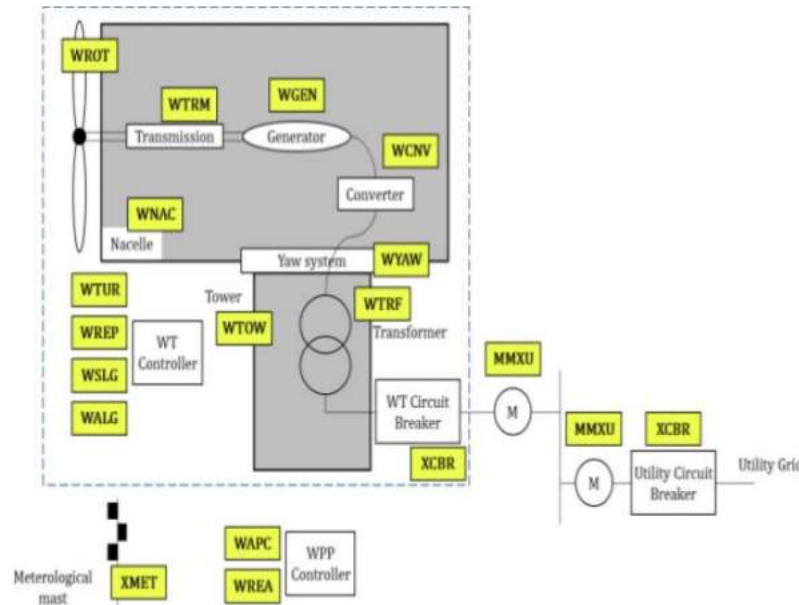 WROT
WTRM
WGEN
Transmission
Generator
WCNV
Converter
WNAC
Nacelle
Yaw system
WYAW
WTUR
Tower
WTRF
WREP
WT
Controller
WTOW
Transformer
WSLG
WALG
MMXU
WT Circuit
Breaker
M
XCBR
MMXU
XCBR
M
Utility Circuit
Breaker
Utility Grid
WAPC
WPP
Controller
WREA
Meterological
mast
XMET